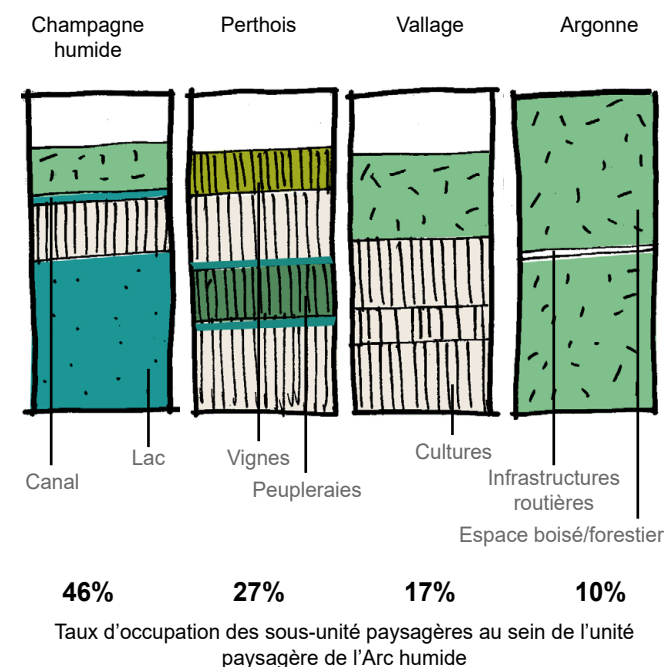 Champagne humide
Perthois
Vallage
Argonne
Canal
Lac
Vignes
Peupleraies
Cultures
Infrastructures
routières
Espace boisé/forestier
46%
27%
17%
10%
Taux d'occupation des sous-unité paysagères au sein de l'unité
paysagère de l'Arc humide